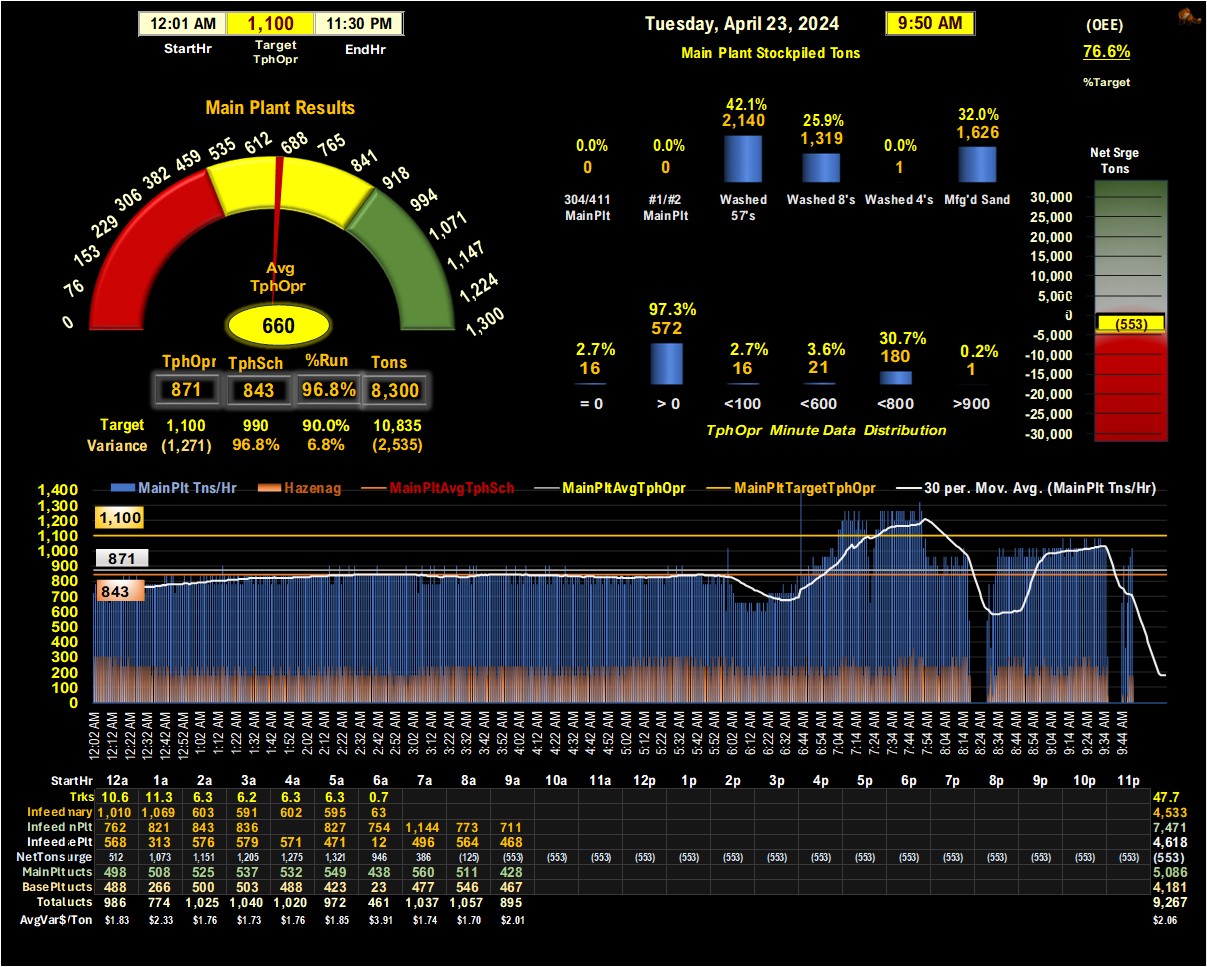 12:01 AM 1,100 11:30 PM
StartHr Target TphOpr EndHr
Tuesday, April 23, 2024 9:50 AM
Main Plant Stockpiled Tons
(OEE)
76.6%
%Target
Main Plant Results
0 76 153 229 306 382 459 535 612 688 765 841 918 994 1,071 1,147 1,224 1,300
Avg
TphOpr
660
TphOpr TphSch %Run Tons
871 843 96.8% 8,300
Target 1,100 990 90.0% 10,835
Variance (1,271) 96.8% 6.8% (2,535)
0.0% 0.0% 42.1% 25.9% 0.0% 32.0%
0 0 2,140 1,319 1 1,626
304/411 MainPlt #1/#2 MainPlt Washed 57's Washed 8's Washed 4's Mfg'd Sand
2.7% 97.3% 2.7% 3.6% 30.7% 0.2%
16 572 16 21 180 1
= 0 > 0 <100 <600 <800 >900
TphOpr Minute Data Distribution
Net Srge
Tons
30,000
25,000
20,000
15,000
10,000
5,000
0
(553)
-5,000
-10,000
-15,000
-20,000
-25,000
-30,000
MainPlt Tns/Hr Hazenag MainPltAvgTphSch MainPltAvgTphOpr MainPltTargetTphOpr 30 per. Mov. Avg. (MainPlt Tns/Hr)
1,400
1,300
1,200
1,100
1,000
900
800
700
600
500
400
300
200
100
0
1,100
871
843
12:02 AM 12:12 AM 12:22 AM 12:32 AM 12:42 AM 12:52 AM 1:02 AM 1:12 AM 1:22 AM 1:32 AM 1:42 AM 1:52 AM 2:02 AM 2:12 AM 2:22 AM 2:32 AM 2:42 AM 2:52 AM 3:02 AM 3:12 AM 3:22 AM 3:32 AM 3:42 AM 3:52 AM 4:02 AM 4:12 AM 4:22 AM 4:32 AM 4:42 AM 4:52 AM 5:02 AM 5:12 AM 5:22 AM 5:32 AM 5:42 AM 5:52 AM 6:02 AM 6:12 AM 6:22 AM 6:32 AM 6:44 AM 6:54 AM 7:04 AM 7:14 AM 7:24 AM 7:34 AM 7:44 AM 7:54 AM 8:04 AM 8:14 AM 8:24 AM 8:34 AM 8:44 AM 8:54 AM 9:04 AM 9:14 AM 9:24 AM 9:34 AM 9:44 AM
StartHr 12a 1a 2a 3a 4a 5a 6a 7a 8a 9a 10a 11a 12p 1p 2p 3p 4p 5p 6p 7p 8p 9p 10p 11p
Trks 10.6 11.3 6.3 6.2 6.3 6.3 0.7 47.7
Infeed mary 1,010 1,069 603 591 602 595 63 4,533
Infeed nPlt 762 821 843 836 827 754 1,144 773 711 7,471
Infeed ePlt 568 313 576 579 571 471 12 496 564 468 4,618
NetTons urge 512 1,073 1,151 1,205 1,275 1,321 946 386 (125) (553) (553) (553) (553) (553) (553) (553) (553) (553) (553) (553) (553) (553) (553) (553) (553)
MainPlt ucts 498 508 525 537 532 549 438 560 511 428 5,086
BasePlt ucts 488 266 500 503 488 423 23 477 546 467 4,181
Total ucts 986 774 1,025 1,040 1,020 972 461 1,037 1,057 895 9,267
AvgVar$/Ton $1.83 $2.33 $1.76 $1.73 $1.76 $1.85 $3.91 $1.74 $1.70 $2.01 $2.06